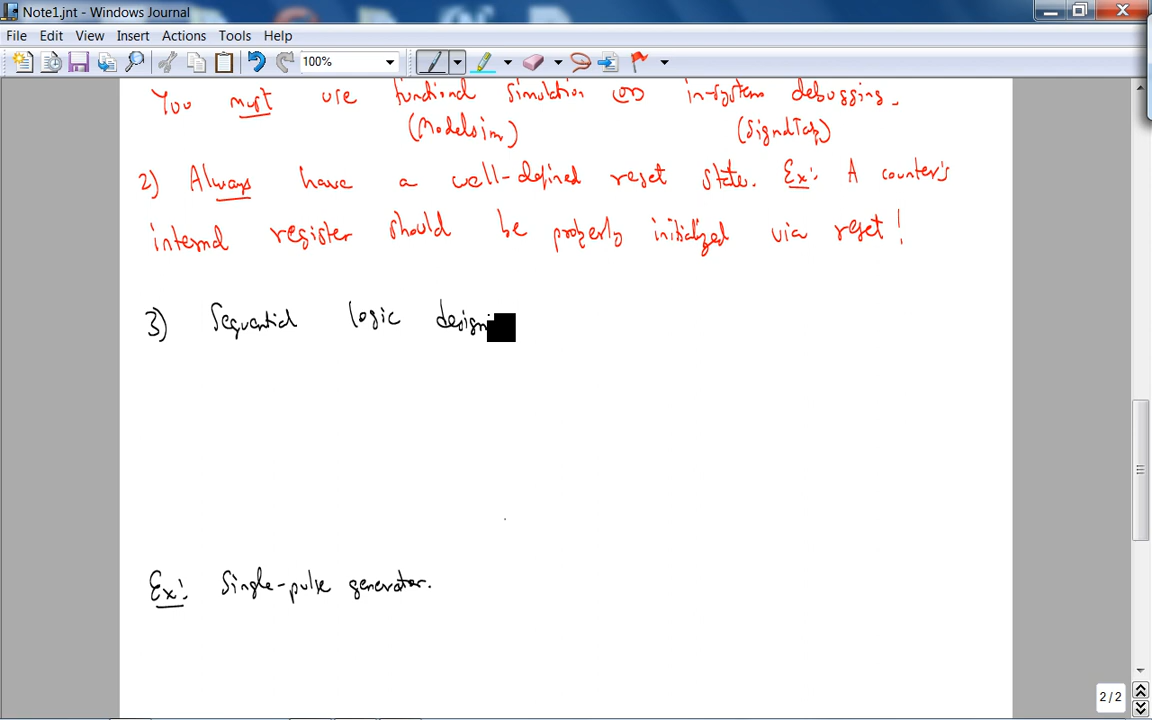 Note1.jnt - Windows Journal
File Edit View Insert Actions Tools Help
100%
You must use functional simulation in-system debugging.
(Modelsim) (SignalTap)
2) Always have a well-defined reset state. Ex: A counter's
internal register should be properly initialized via reset!
3) Sequential logic design
Ex: Single-pulse generator.
2 / 2